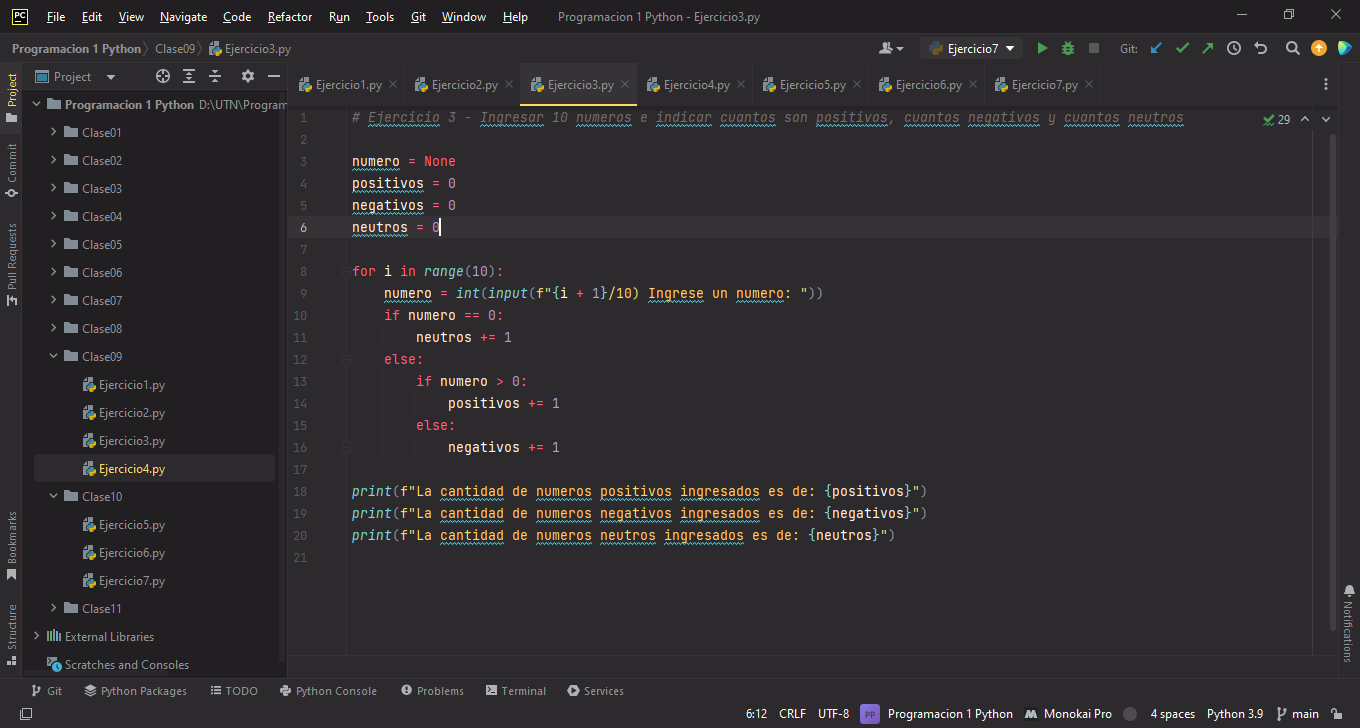 PC File Edit View Navigate Code Refactor Run Tools Git Window Help Programacion 1 Python - Ejercicio3.py
Programacion 1 Python Clase09 Ejercicio3.py Ejercicio7 Git:
Project Ejercicio1.py Ejercicio2.py Ejercicio3.py Ejercicio4.py Ejercicio5.py Ejercicio6.py Ejercicio7.py
Project
Commit
Pull Requests
Bookmarks
Structure
Programacion 1 Python D:\UTN\Program
Clase01
Clase02
Clase03
Clase04
Clase05
Clase06
Clase07
Clase08
Clase09
Ejercicio1.py
Ejercicio2.py
Ejercicio3.py
Ejercicio4.py
Clase10
Ejercicio5.py
Ejercicio6.py
Ejercicio7.py
Clase11
External Libraries
Scratches and Consoles
1 # Ejercicio 3 - Ingresar 10 numeros e indicar cuantos son positivos, cuantos negativos y cuantos neutros
29
2
3 numero = None
4 positivos = 0
5 negativos = 0
6 neutros = 0
7
8 for i in range(10):
9     numero = int(input(f"{i + 1}/10) Ingrese un numero: "))
10     if numero == 0:
11         neutros += 1
12     else:
13         if numero > 0:
14             positivos += 1
15         else:
16             negativos += 1
17
18 print(f"La cantidad de numeros positivos ingresados es de: {positivos}")
19 print(f"La cantidad de numeros negativos ingresados es de: {negativos}")
20 print(f"La cantidad de numeros neutros ingresados es de: {neutros}")
21
Notifications
Git Python Packages TODO Python Console Problems Terminal Services
6:12 CRLF UTF-8 PP Programacion 1 Python Monokai Pro 4 spaces Python 3.9 main